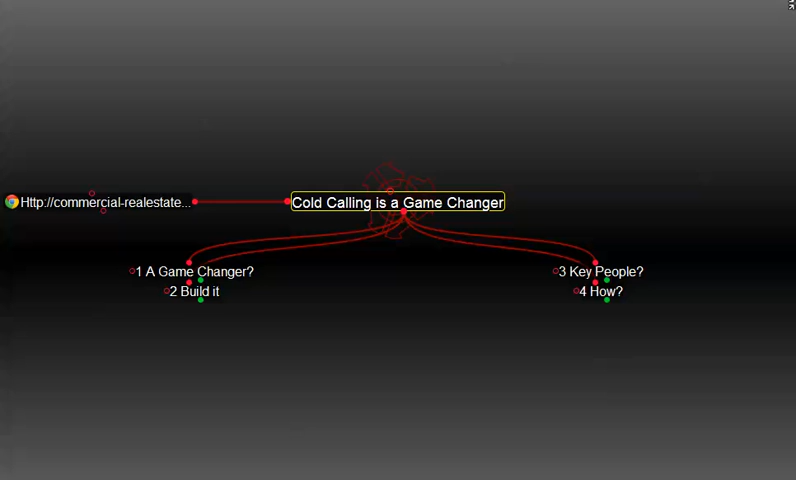 Http://commercial-realestate...
Cold Calling is a Game Changer
1 A Game Changer?
2 Build it
3 Key People?
4 How?